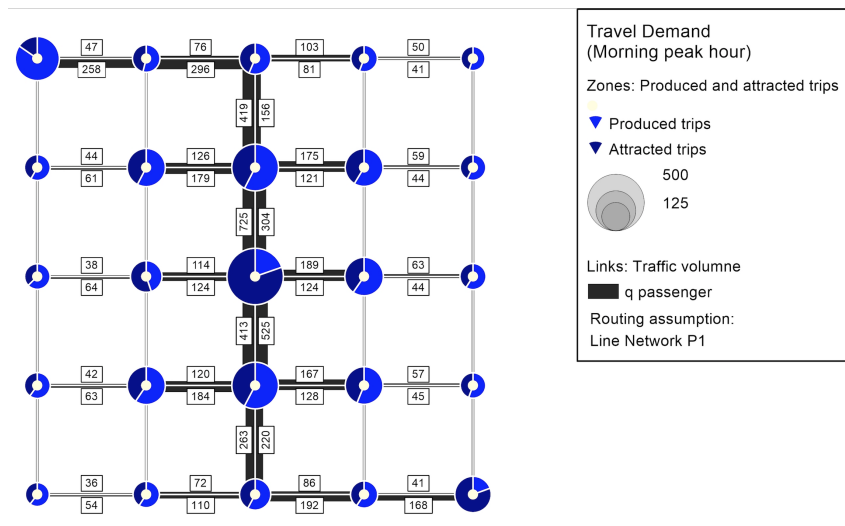 Travel Demand
(Morning peak hour)
Zones: Produced and attracted trips
Produced trips
Attracted trips
500
125
Links: Traffic volumne
q passenger
Routing assumption:
Line Network P1
47 76 103 50
258 296 81 41
419 156
44 126 175 59
61 179 121 44
725 304
38 114 189 63
64 124 124 44
413 525
42 120 167 57
63 184 128 45
263 220
36 72 86 41
54 110 192 168